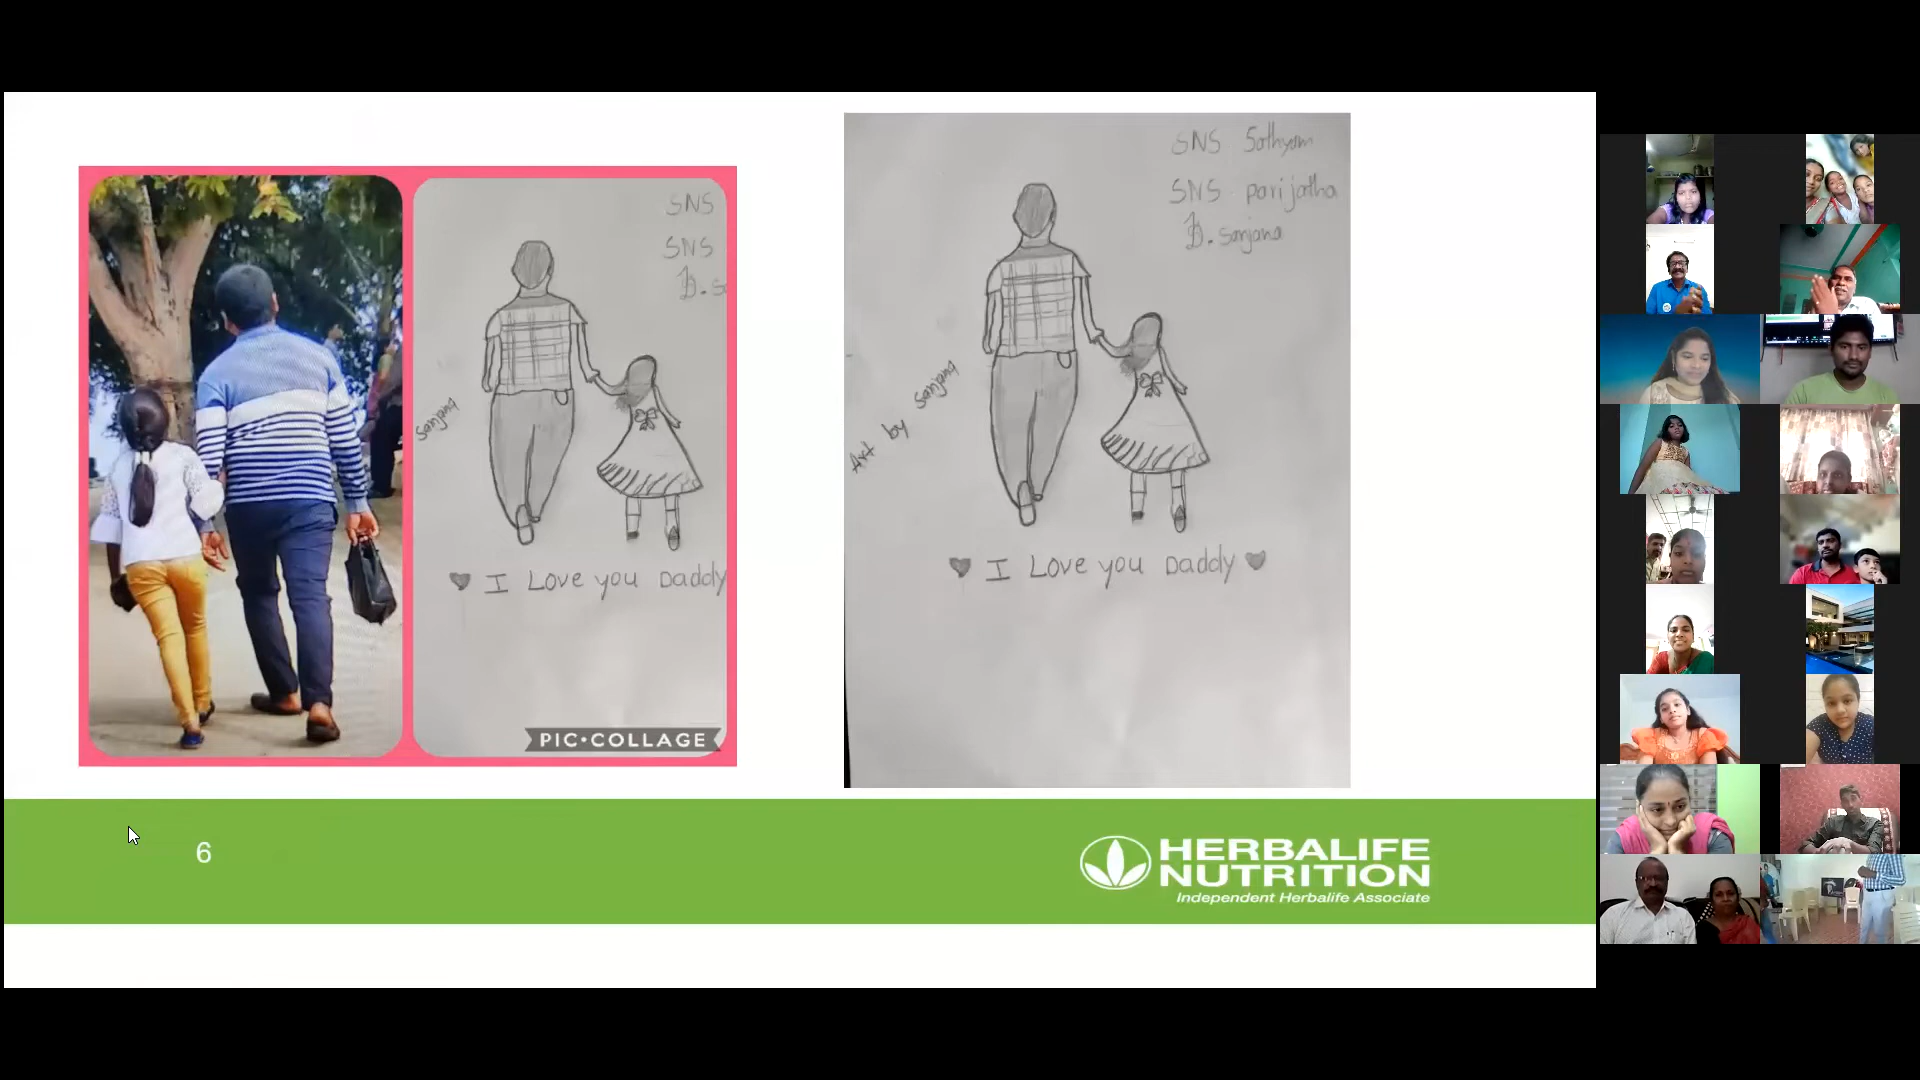 SNS
SNS
B. S
Sanjana
I Love you Daddy
PIC•COLLAGE
SNS Sathyam
SNS parijatha
B. Sanjana
Art by Sanjana
I Love you Daddy
6
HERBALIFE
NUTRITION
Independent Herbalife Associate